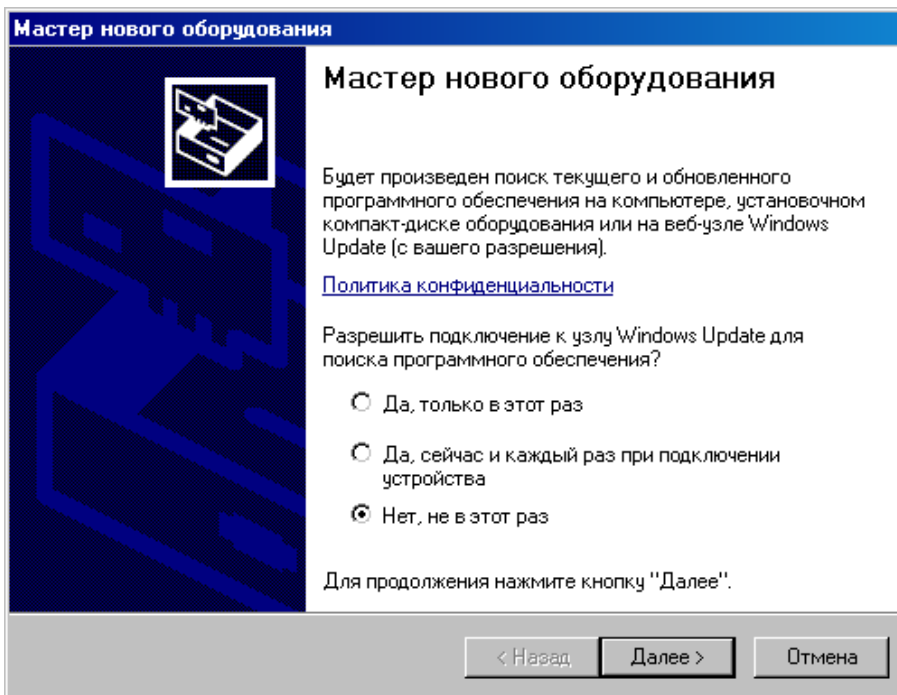 Мастер нового оборудования
Мастер нового оборудования
Будет произведен поиск текущего и обновленного
программного обеспечения на компьютере, установочном
компакт-диске оборудования или на веб-узле Windows
Update (с вашего разрешения).
Политика конфиденциальности
Разрешить подключение к узлу Windows Update для
поиска программного обеспечения?
Да, только в этот раз
Да, сейчас и каждый раз при подключении
устройства
Нет, не в этот раз
Для продолжения нажмите кнопку "Далее".
< Назад Далее > Отмена